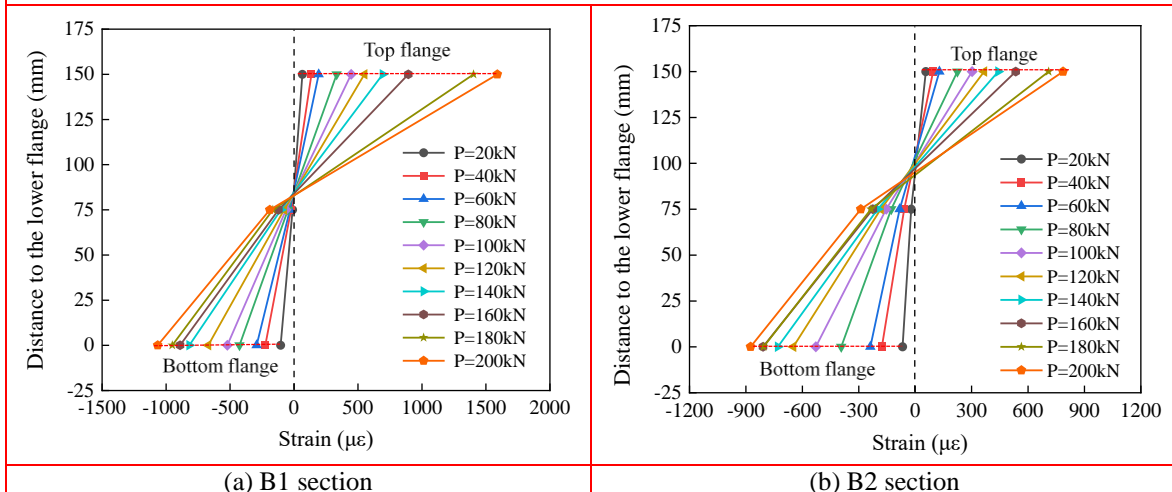 175
150
125
100
75
50
25
0
-25
-1500 -1000 -500 0 500 1000 1500 2000
Distance to the lower flange (mm)
Strain (με)
Top flange
Bottom flange
P=20kN
P=40kN
P=60kN
P=80kN
P=100kN
P=120kN
P=140kN
P=160kN
P=180kN
P=200kN
(a) B1 section
175
150
125
100
75
50
25
0
-25
-1200 -900 -600 -300 0 300 600 900 1200
Distance to the lower flange (mm)
Strain (με)
Top flange
Bottom flange
P=20kN
P=40kN
P=60kN
P=80kN
P=100kN
P=120kN
P=140kN
P=160kN
P=180kN
P=200kN
(b) B2 section